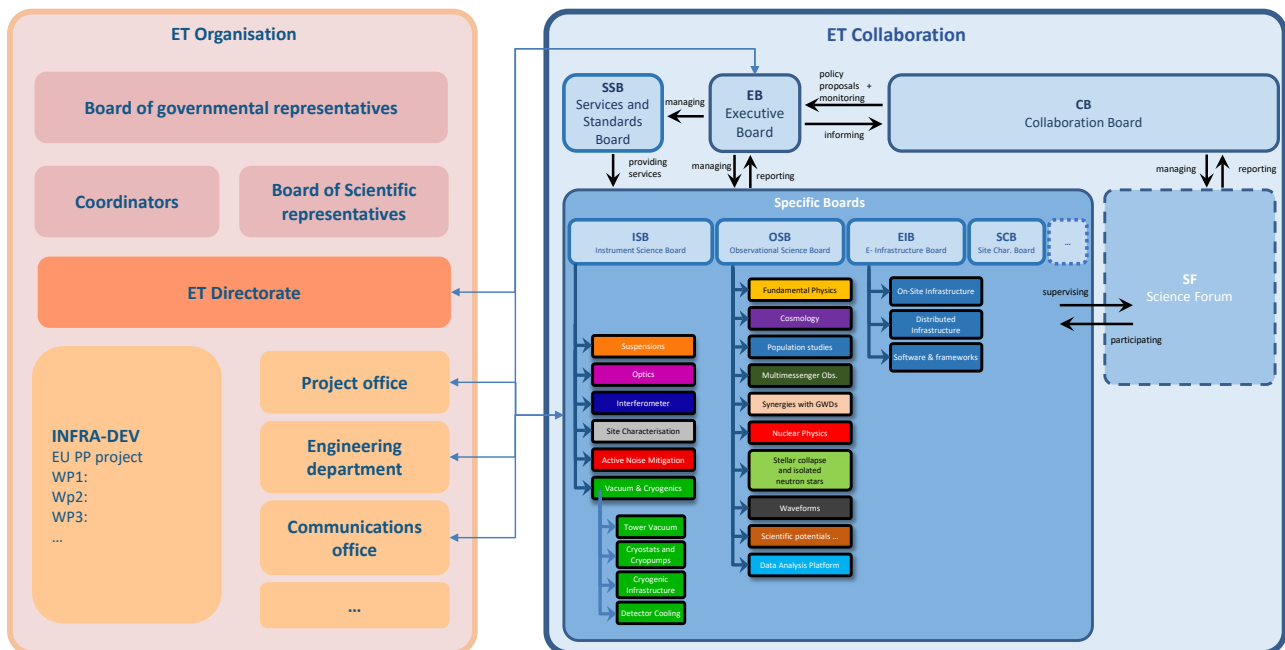 ET Organisation
Board of governmental representatives
Coordinators
Board of Scientific
representatives
ET Directorate
INFRA-DEV
EU PP project
WP1:
Wp2:
WP3:
...
Project office
Engineering
department
Communications
office
...
ET Collaboration
SSB
Services and
Standards
Board
managing
EB
Executive
Board
policy
proposals +
monitoring
informing
CB
Collaboration Board
providing
services
managing
reporting
managing
reporting
Specific Boards
ISB
Instrument Science Board
OSB
Observational Science Board
EIB
E- Infrastructure Board
SCB
Site Char. Board
...
Suspensions
Optics
Interferometer
Site Characterisation
Active Noise Mitigation
Vacuum & Cryogenics
Tower Vacuum
Cryostats and
Cryopumps
Cryogenic
Infrastructure
Detector Cooling
Fundamental Physics
Cosmology
Population studies
Multimessenger Obs.
Synergies with GWDs
Nuclear Physics
Stellar collapse
and isolated
neutron stars
Waveforms
Scientific potentials ...
Data Analysis Platform
On-Site Infrastructure
Distributed
Infrastructure
Software & frameworks
supervising
participating
SF
Science Forum